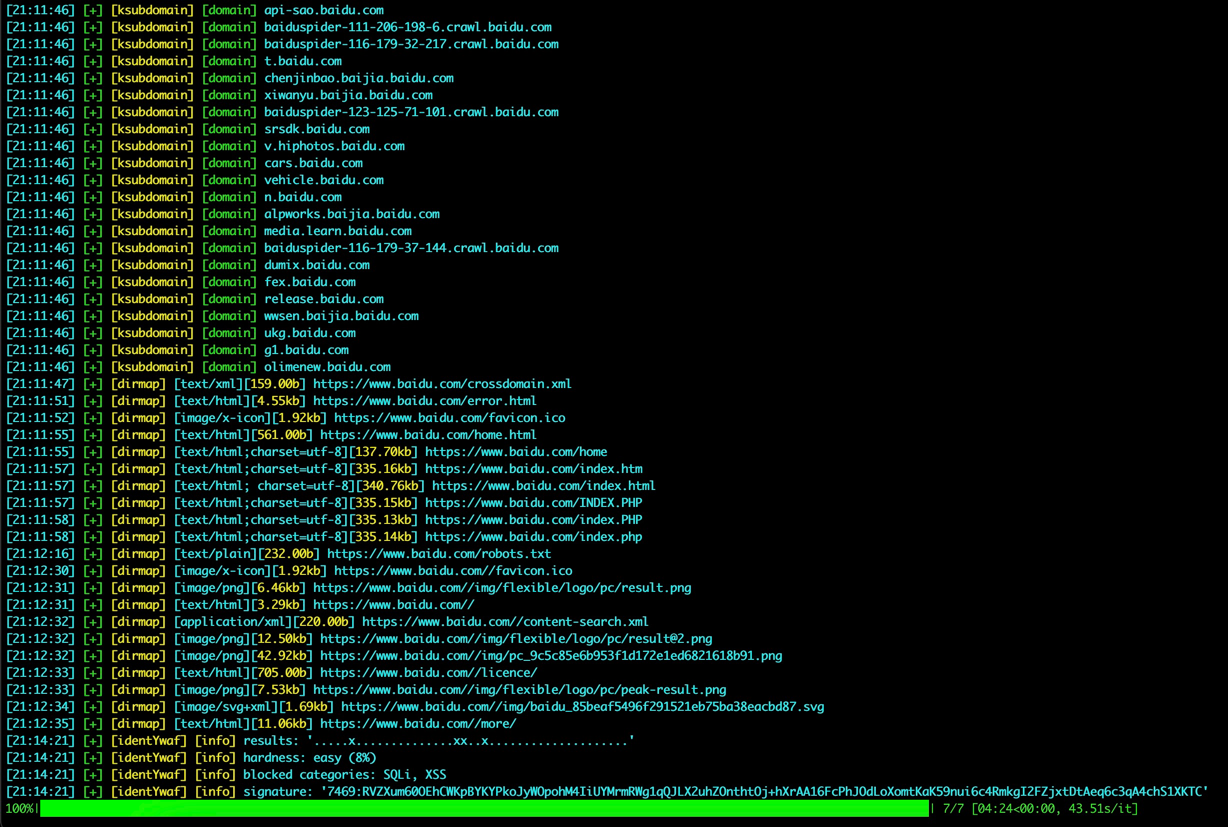 [21:11:46] [+] [ksubdomain] [domain] api-sao.baidu.com
[21:11:46] [+] [ksubdomain] [domain] baiduspider-111-206-198-6.crawl.baidu.com
[21:11:46] [+] [ksubdomain] [domain] baiduspider-116-179-32-217.crawl.baidu.com
[21:11:46] [+] [ksubdomain] [domain] t.baidu.com
[21:11:46] [+] [ksubdomain] [domain] chenjinbao.baijia.baidu.com
[21:11:46] [+] [ksubdomain] [domain] xiwanyu.baijia.baidu.com
[21:11:46] [+] [ksubdomain] [domain] baiduspider-123-125-71-101.crawl.baidu.com
[21:11:46] [+] [ksubdomain] [domain] srsdk.baidu.com
[21:11:46] [+] [ksubdomain] [domain] v.hiphotos.baidu.com
[21:11:46] [+] [ksubdomain] [domain] cars.baidu.com
[21:11:46] [+] [ksubdomain] [domain] vehicle.baidu.com
[21:11:46] [+] [ksubdomain] [domain] n.baidu.com
[21:11:46] [+] [ksubdomain] [domain] alpworks.baijia.baidu.com
[21:11:46] [+] [ksubdomain] [domain] media.learn.baidu.com
[21:11:46] [+] [ksubdomain] [domain] baiduspider-116-179-37-144.crawl.baidu.com
[21:11:46] [+] [ksubdomain] [domain] dumix.baidu.com
[21:11:46] [+] [ksubdomain] [domain] fex.baidu.com
[21:11:46] [+] [ksubdomain] [domain] release.baidu.com
[21:11:46] [+] [ksubdomain] [domain] wwsen.baijia.baidu.com
[21:11:46] [+] [ksubdomain] [domain] ukg.baidu.com
[21:11:46] [+] [ksubdomain] [domain] g1.baidu.com
[21:11:46] [+] [ksubdomain] [domain] olimenew.baidu.com
[21:11:47] [+] [dirmap] [text/xml][159.00b] https://www.baidu.com/crossdomain.xml
[21:11:51] [+] [dirmap] [text/html][4.55kb] https://www.baidu.com/error.html
[21:11:52] [+] [dirmap] [image/x-icon][1.92kb] https://www.baidu.com/favicon.ico
[21:11:55] [+] [dirmap] [text/html][561.00b] https://www.baidu.com/home.html
[21:11:55] [+] [dirmap] [text/html;charset=utf-8][137.70kb] https://www.baidu.com/home
[21:11:57] [+] [dirmap] [text/html;charset=utf-8][335.16kb] https://www.baidu.com/index.htm
[21:11:57] [+] [dirmap] [text/html; charset=utf-8][340.76kb] https://www.baidu.com/index.html
[21:11:57] [+] [dirmap] [text/html;charset=utf-8][335.15kb] https://www.baidu.com/INDEX.PHP
[21:11:58] [+] [dirmap] [text/html;charset=utf-8][335.13kb] https://www.baidu.com/index.PHP
[21:11:58] [+] [dirmap] [text/html;charset=utf-8][335.14kb] https://www.baidu.com/index.php
[21:12:16] [+] [dirmap] [text/plain][232.00b] https://www.baidu.com/robots.txt
[21:12:30] [+] [dirmap] [image/x-icon][1.92kb] https://www.baidu.com//favicon.ico
[21:12:31] [+] [dirmap] [image/png][6.46kb] https://www.baidu.com//img/flexible/logo/pc/result.png
[21:12:31] [+] [dirmap] [text/html][3.29kb] https://www.baidu.com//
[21:12:32] [+] [dirmap] [application/xml][220.00b] https://www.baidu.com//content-search.xml
[21:12:32] [+] [dirmap] [image/png][12.50kb] https://www.baidu.com//img/flexible/logo/pc/result@2.png
[21:12:32] [+] [dirmap] [image/png][42.92kb] https://www.baidu.com//img/pc_9c5c85e6b953f1d172e1ed6821618b91.png
[21:12:33] [+] [dirmap] [text/html][705.00b] https://www.baidu.com//licence/
[21:12:33] [+] [dirmap] [image/png][7.53kb] https://www.baidu.com//img/flexible/logo/pc/peak-result.png
[21:12:34] [+] [dirmap] [image/svg+xml][1.69kb] https://www.baidu.com//img/baidu_85beaf5496f291521eb75ba38eacbd87.svg
[21:12:35] [+] [dirmap] [text/html][11.06kb] https://www.baidu.com//more/
[21:14:21] [+] [identYwaf] [info] results: '.....x..............xx..x....................'
[21:14:21] [+] [identYwaf] [info] hardness: easy (8%)
[21:14:21] [+] [identYwaf] [info] blocked categories: SQLi, XSS
[21:14:21] [+] [identYwaf] [info] signature: '7469:RVZXum60OEhCWKpBYKYPkoJyWOpohM4IiUYMrmRWg1qQJLX2uhZOnthtOj+hXrAA16FcPhJOdLoXomtKaK59nui6c4RmkgI2FZjxtDtAeq6c3qA4chS1XKTC'
100%| | 7/7 [04:24<00:00, 43.51s/it]